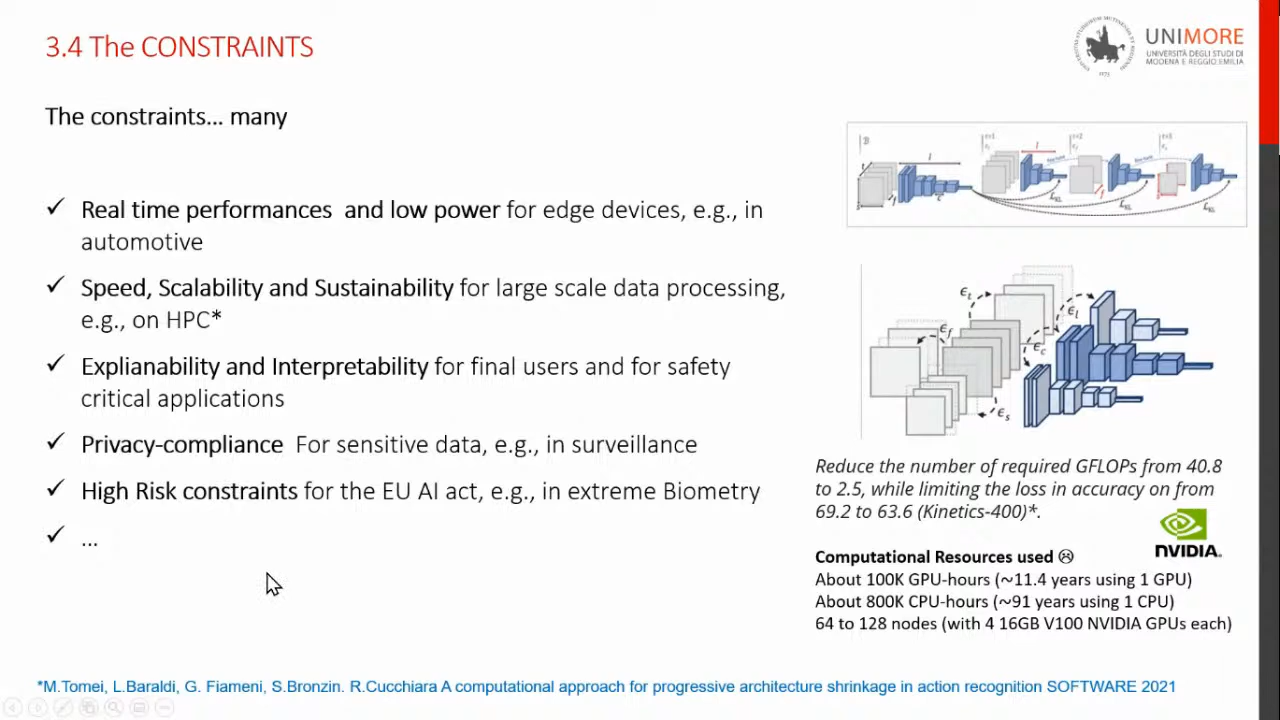 3.4 The CONSTRAINTS
UNIMORE
UNIVERSITÀ DEGLI STUDI DI
MODENA E REGGIO EMILIA
1175
The constraints... many
✓ Real time performances and low power for edge devices, e.g., in
automotive
✓ Speed, Scalability and Sustainability for large scale data processing,
e.g., on HPC*
✓ Explianability and Interpretability for final users and for safety
critical applications
✓ Privacy-compliance For sensitive data, e.g., in surveillance
✓ High Risk constraints for the EU AI act, e.g., in extreme Biometry
✓ ...
ϵt
ϵl
ϵf
ϵc
ϵs
Reduce the number of required GFLOPs from 40.8
to 2.5, while limiting the loss in accuracy on from
69.2 to 63.6 (Kinetics-400)*.
NVIDIA.
Computational Resources used ☹
About 100K GPU-hours (~11.4 years using 1 GPU)
About 800K CPU-hours (~91 years using 1 CPU)
64 to 128 nodes (with 4 16GB V100 NVIDIA GPUs each)
*M.Tomei, L.Baraldi, G. Fiameni, S.Bronzin. R.Cucchiara A computational approach for progressive architecture shrinkage in action recognition SOFTWARE 2021